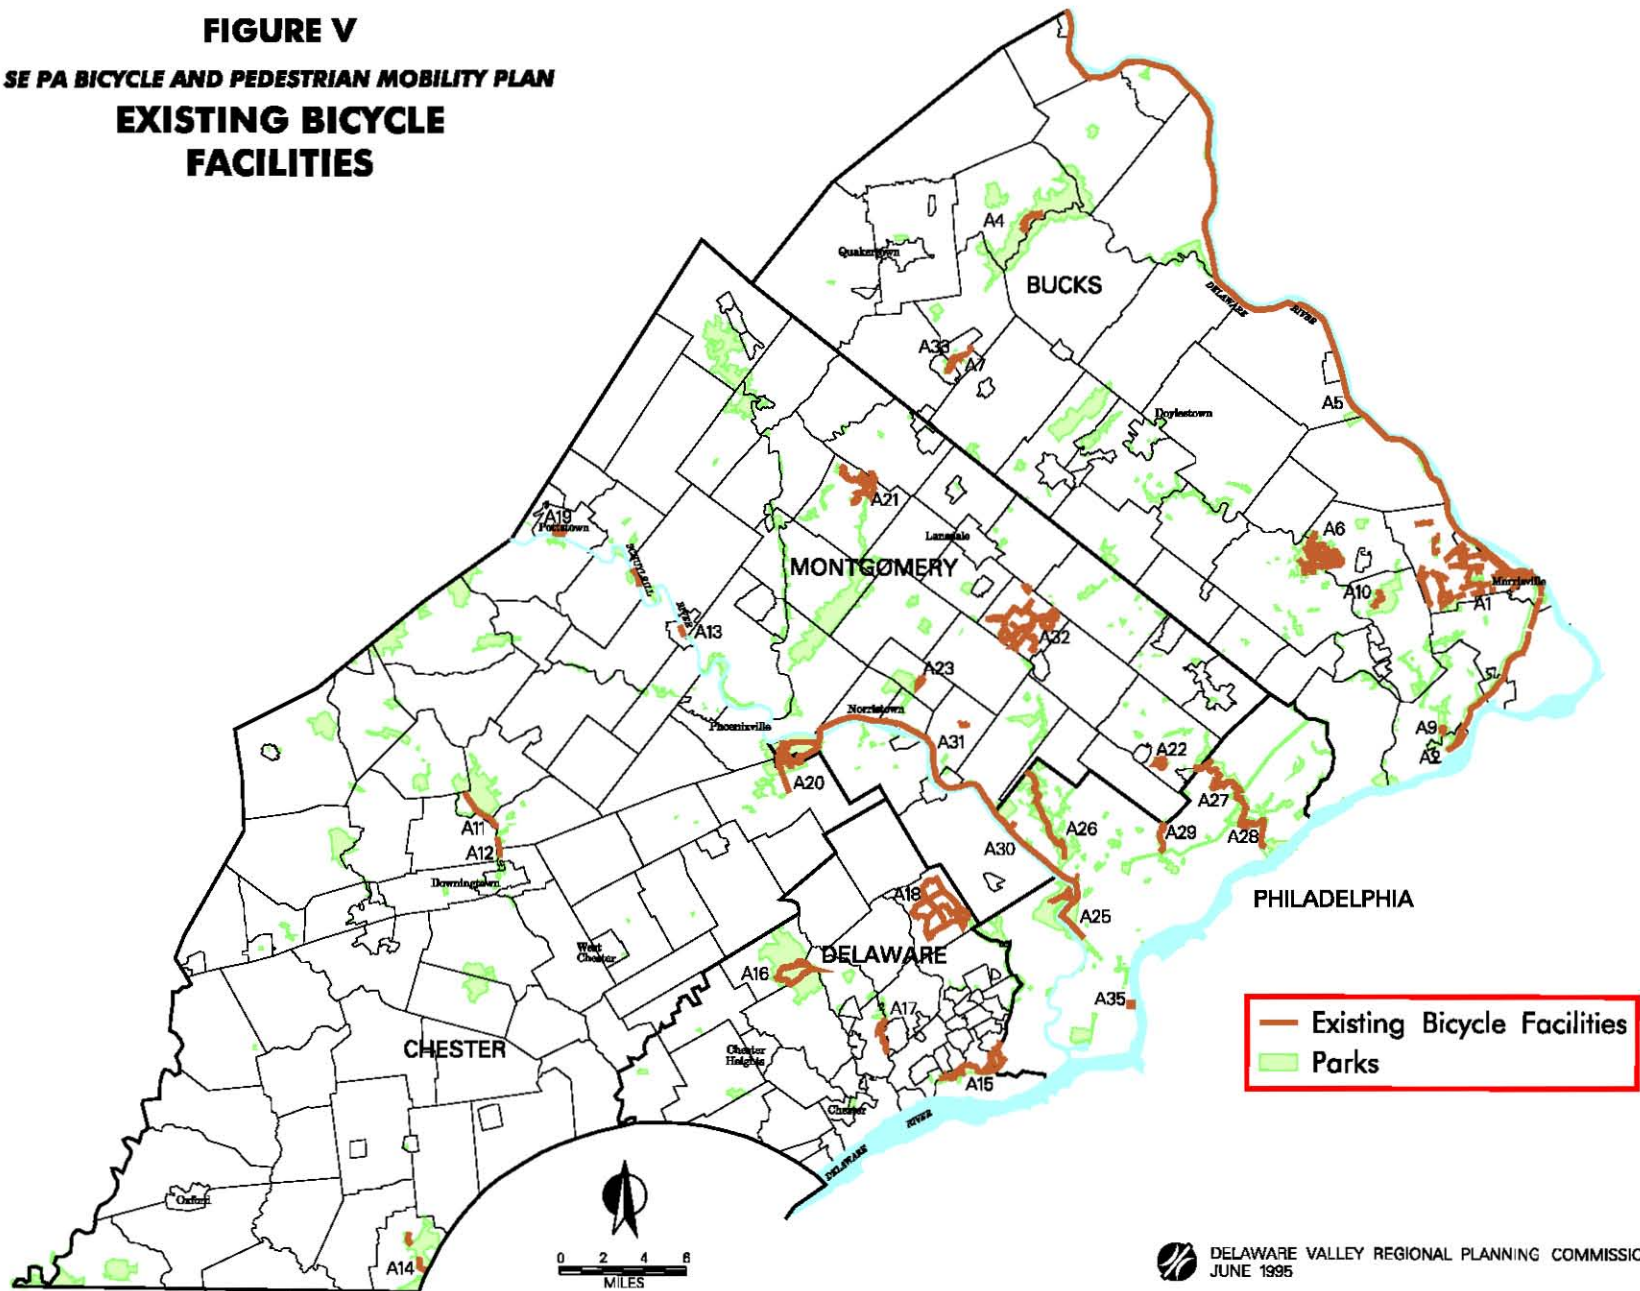 FIGURE V
SE PA BICYCLE AND PEDESTRIAN MOBILITY PLAN
EXISTING BICYCLE
FACILITIES
A4
Quakertown
BUCKS
DELAWARE
RIVER
A33
A7
A5
Doylestown
A21
A19
Pottstown
Lansdale
A6
MONTGOMERY
SCHUYLKILL
RIVER
Morrisville
A10
A1
A13
A32
A23
Norristown
Phoenixville
A9
A2
A31
A22
A20
A27
A11
A26
A29
A28
A12
A30
Downingtown
A18
PHILADELPHIA
A25
West
Chester
DELAWARE
A16
A35
A17
Existing Bicycle Facilities
CHESTER
Chester
Heights
Parks
A15
Chester
RIVER
DELAWARE
Oxford
A14
0 2 4 6
MILES
DELAWARE VALLEY REGIONAL PLANNING COMMISSIO
JUNE 1995